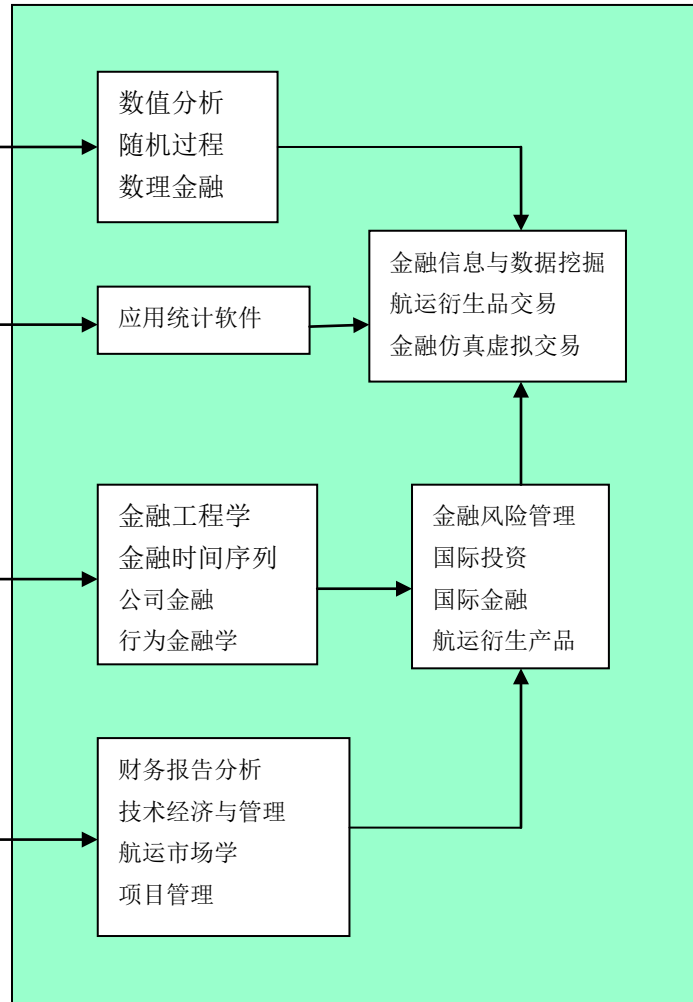 数值分析
随机过程
数理金融
金融信息与数据挖掘
航运衍生品交易
金融仿真虚拟交易
应用统计软件
金融工程学
金融时间序列
公司金融
行为金融学
金融风险管理
国际投资
国际金融
航运衍生产品
财务报告分析
技术经济与管理
航运市场学
项目管理